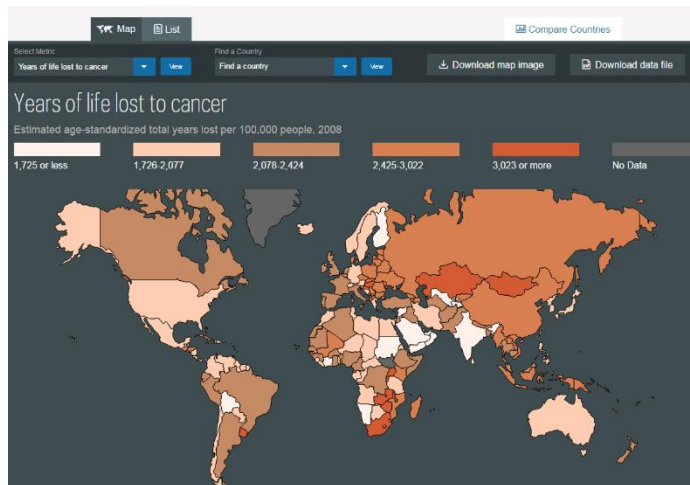 Map
List
Compare Countries
Select Metric
Find a Country
Years of life lost to cancer
View
Find a country
View
Download map image
Download data file
Years of life lost to cancer
Estimated age-standardized total years lost per 100,000 people, 2008
1,725 or less
1,726-2,077
2,078-2,424
2,425-3,022
3,023 or more
No Data